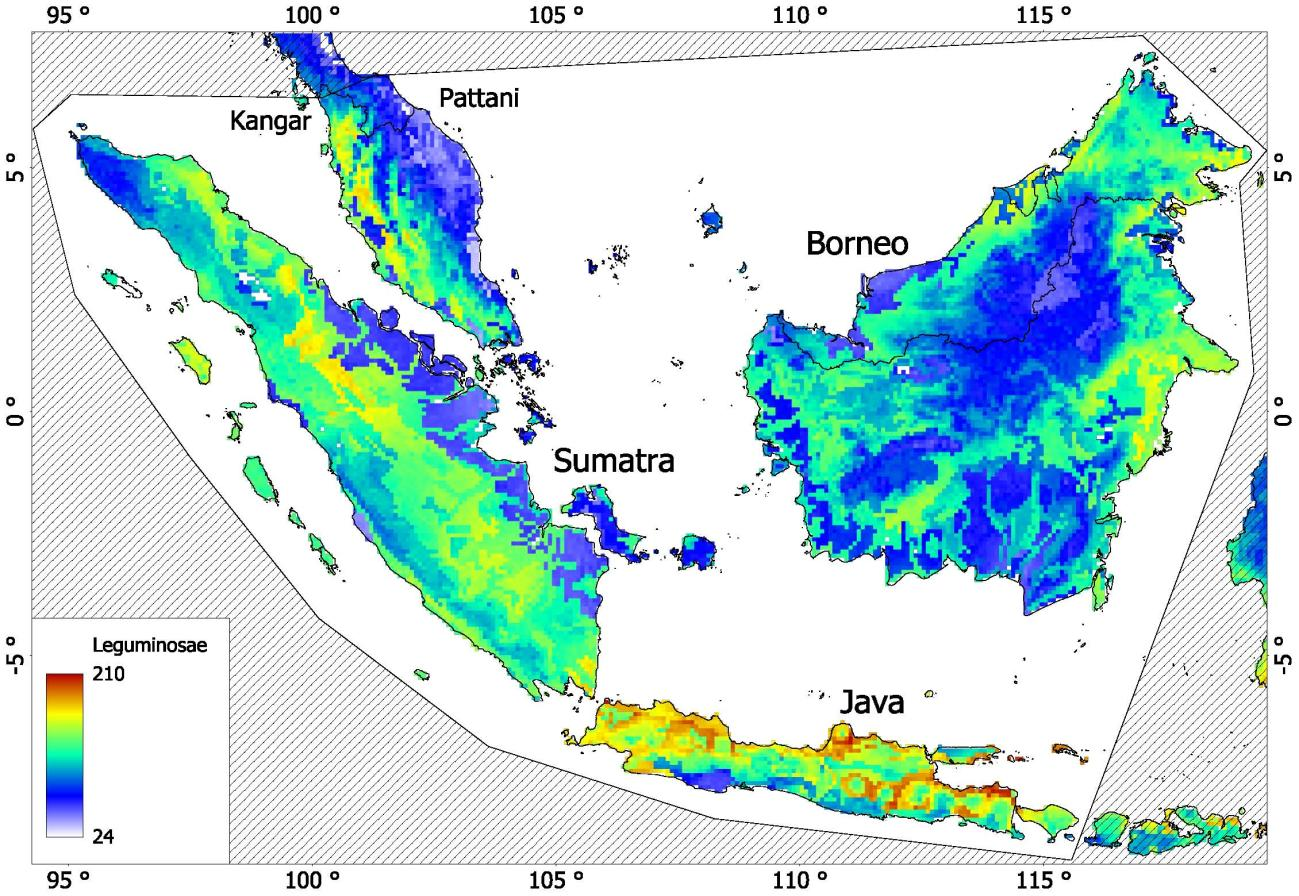 95 ° 100 ° 105 ° 110 ° 115 °
Pattani
Kangar
5 ° 5 °
Borneo
0 ° 0 °
Sumatra
Leguminosae
-5 ° -5 °
210
Java
24
95 ° 100 ° 105 ° 110 ° 115 °